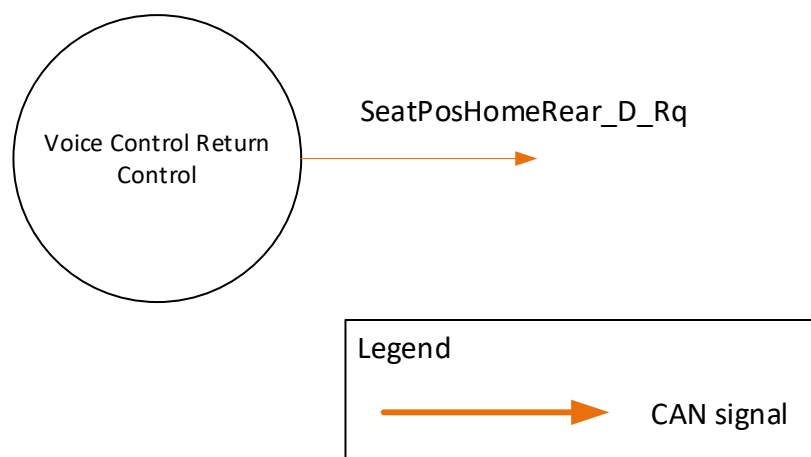 SeatPosHomeRear_D_Rq
Voice Control Return
Control
Legend
CAN signal